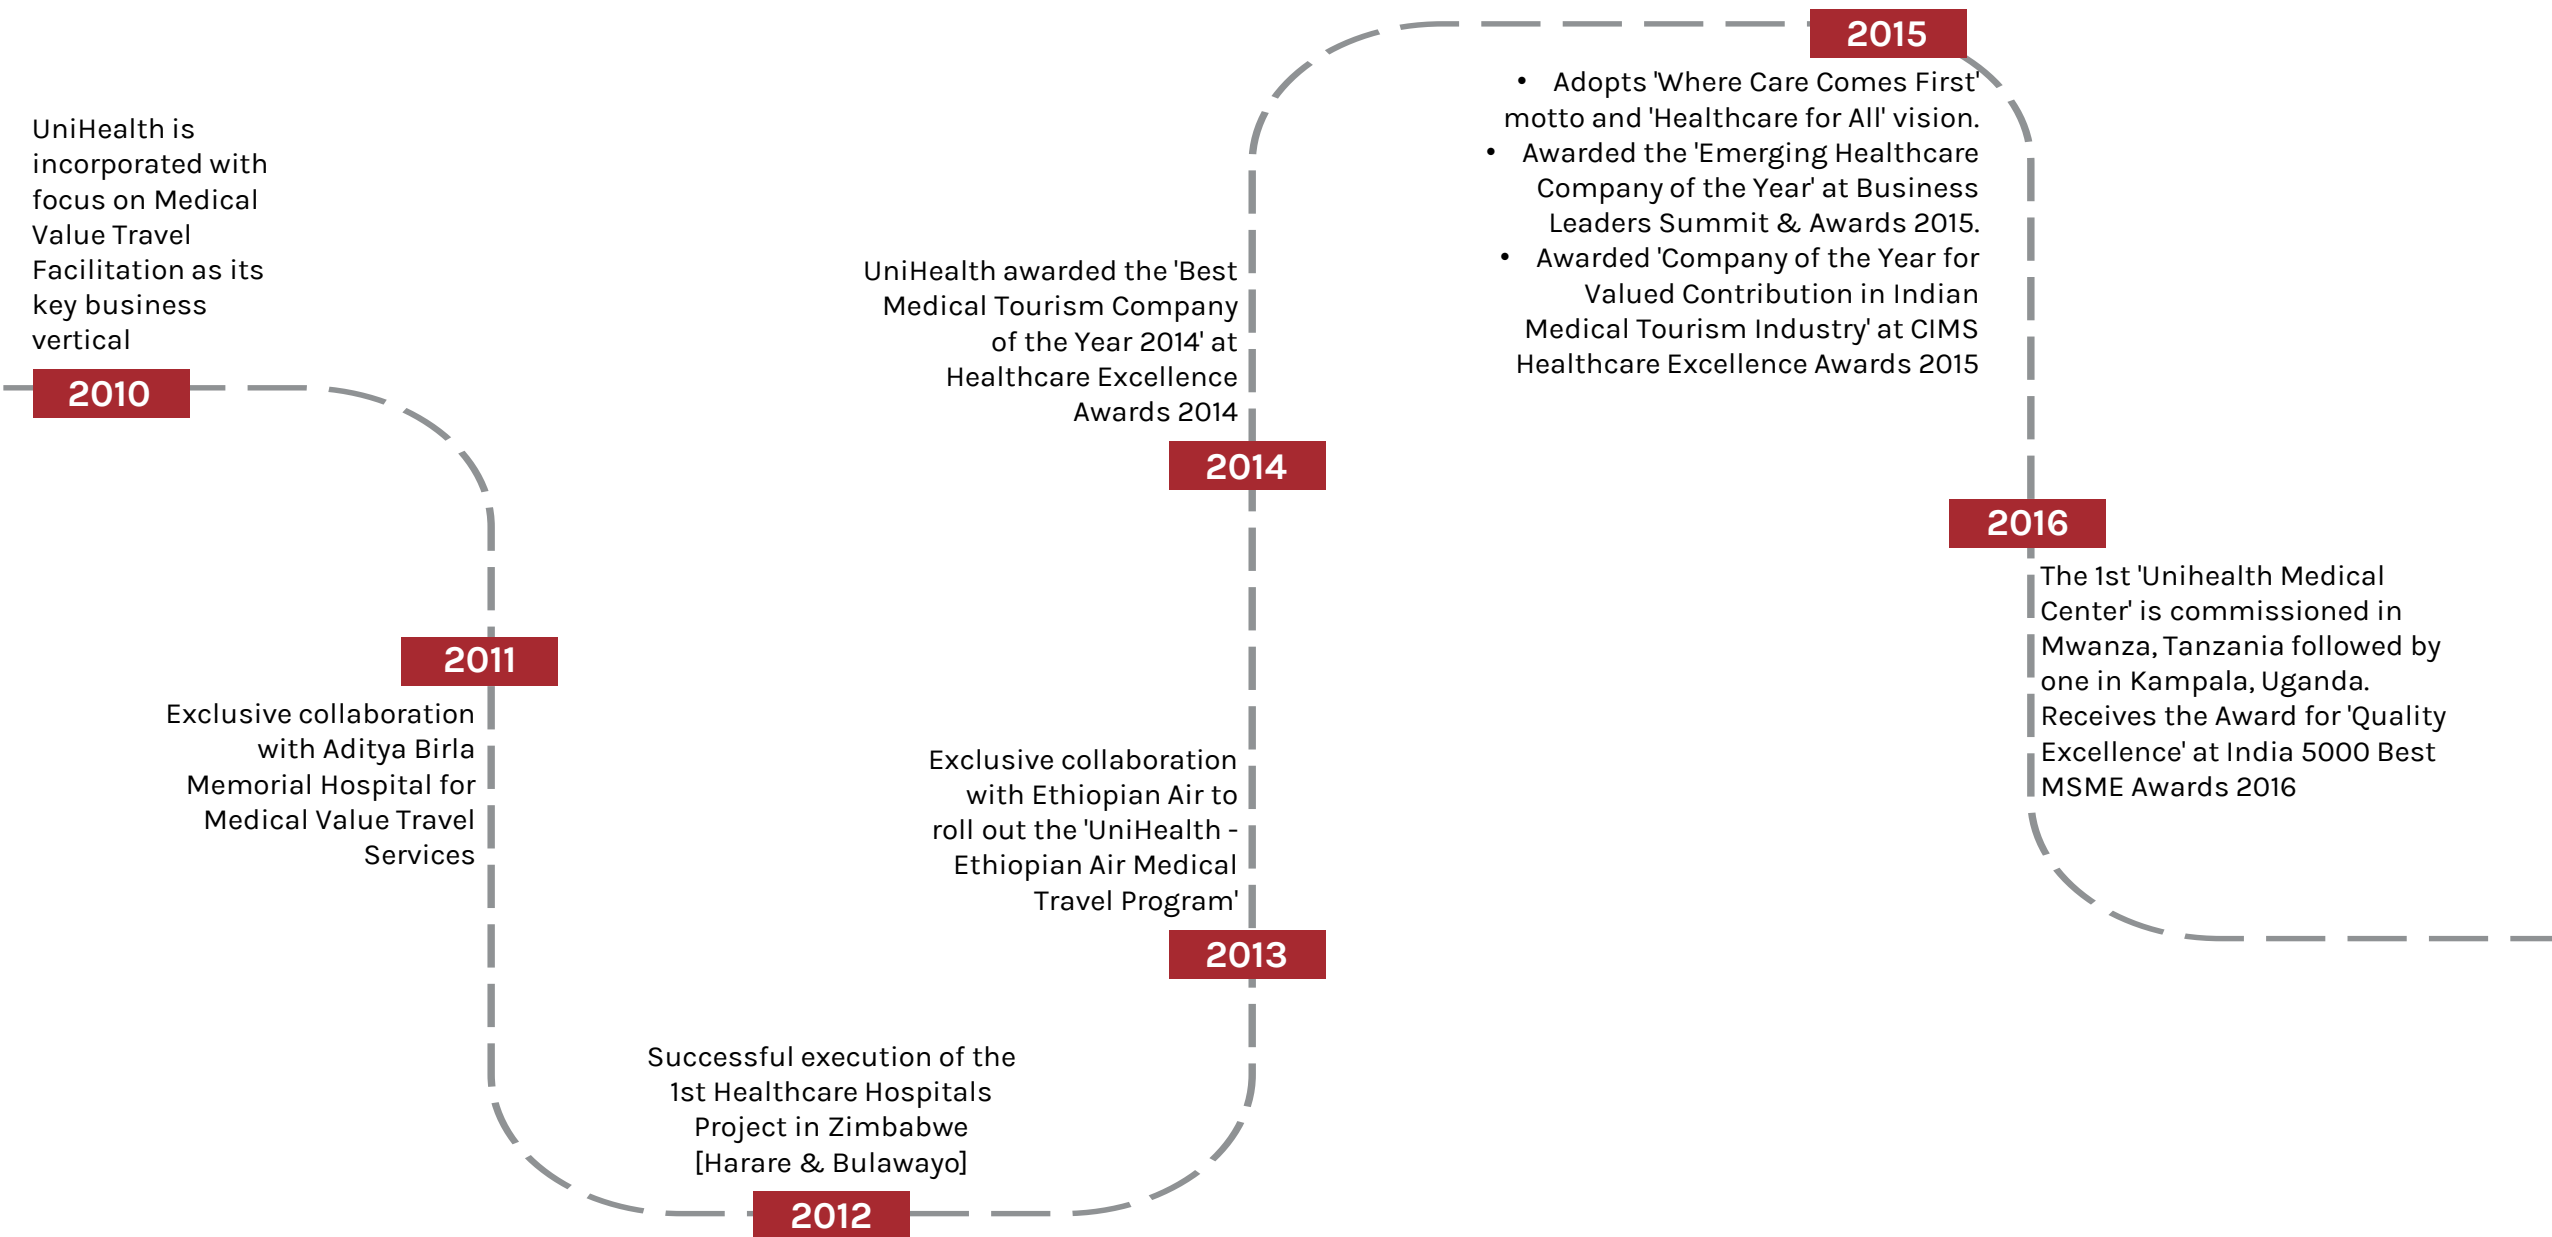 UniHealth is
incorporated with
focus on Medical
Value Travel
Facilitation as its
key business
vertical
2010
2011
Exclusive collaboration
with Aditya Birla
Memorial Hospital for
Medical Value Travel
Services
Successful execution of the
1st Healthcare Hospitals
Project in Zimbabwe
[Harare & Bulawayo]
2012
Exclusive collaboration
with Ethiopian Air to
roll out the 'UniHealth -
Ethiopian Air Medical
Travel Program'
2013
UniHealth awarded the 'Best
Medical Tourism Company
of the Year 2014' at
Healthcare Excellence
Awards 2014
2014
2015
• Adopts 'Where Care Comes First'
motto and 'Healthcare for All' vision.
• Awarded the 'Emerging Healthcare
Company of the Year' at Business
Leaders Summit & Awards 2015.
• Awarded 'Company of the Year for
Valued Contribution in Indian
Medical Tourism Industry' at CIMS
Healthcare Excellence Awards 2015
2016
The 1st 'Unihealth Medical
Center' is commissioned in
Mwanza, Tanzania followed by
one in Kampala, Uganda.
Receives the Award for 'Quality
Excellence' at India 5000 Best
MSME Awards 2016